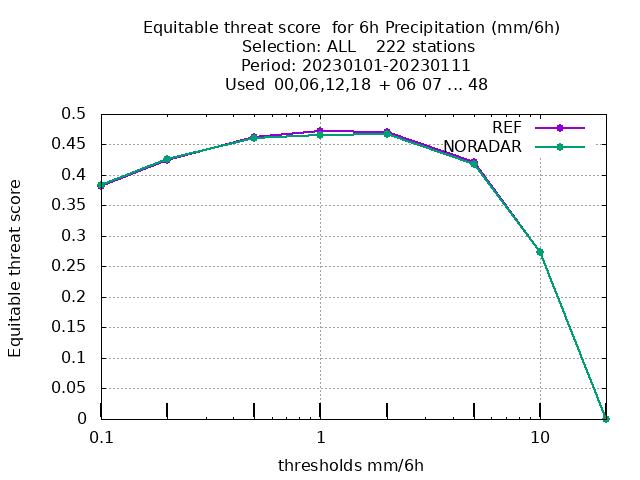 Equitable threat score  for 6h Precipitation (mm/6h)
Selection: ALL    222 stations
Period: 20230101-20230111
Used  00,06,12,18  + 06 07 ... 48
REF
NORADAR
0.5
0.45
0.4
0.35
0.3
0.25
0.2
0.15
0.1
0.05
0
Equitable threat score
0.1
1
10
thresholds mm/6h